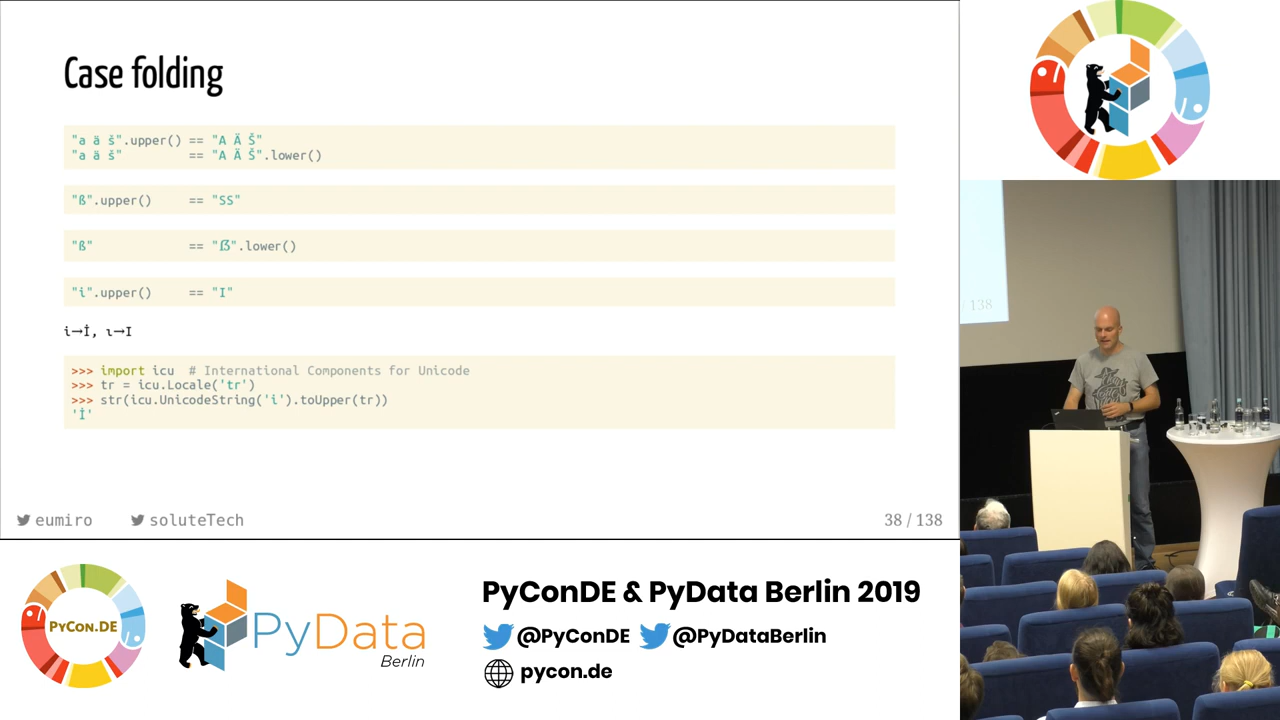 Case folding
"a ä š".upper() == "A Ä Š"
"a ä š"         == "A Ä Š".lower()
"ß".upper()     == "SS"
"ß"             == "ẞ".lower()
"i".upper()     == "I"
i→İ, ı→I
>>> import icu  # International Components for Unicode
>>> tr = icu.Locale('tr')
>>> str(icu.UnicodeString('i').toUpper(tr))
'İ'
eumiro soluteTech 38 / 138
/ 138
PyCon.DE
PyData
Berlin
PyConDE & PyData Berlin 2019
@PyConDE @PyDataBerlin
pycon.de